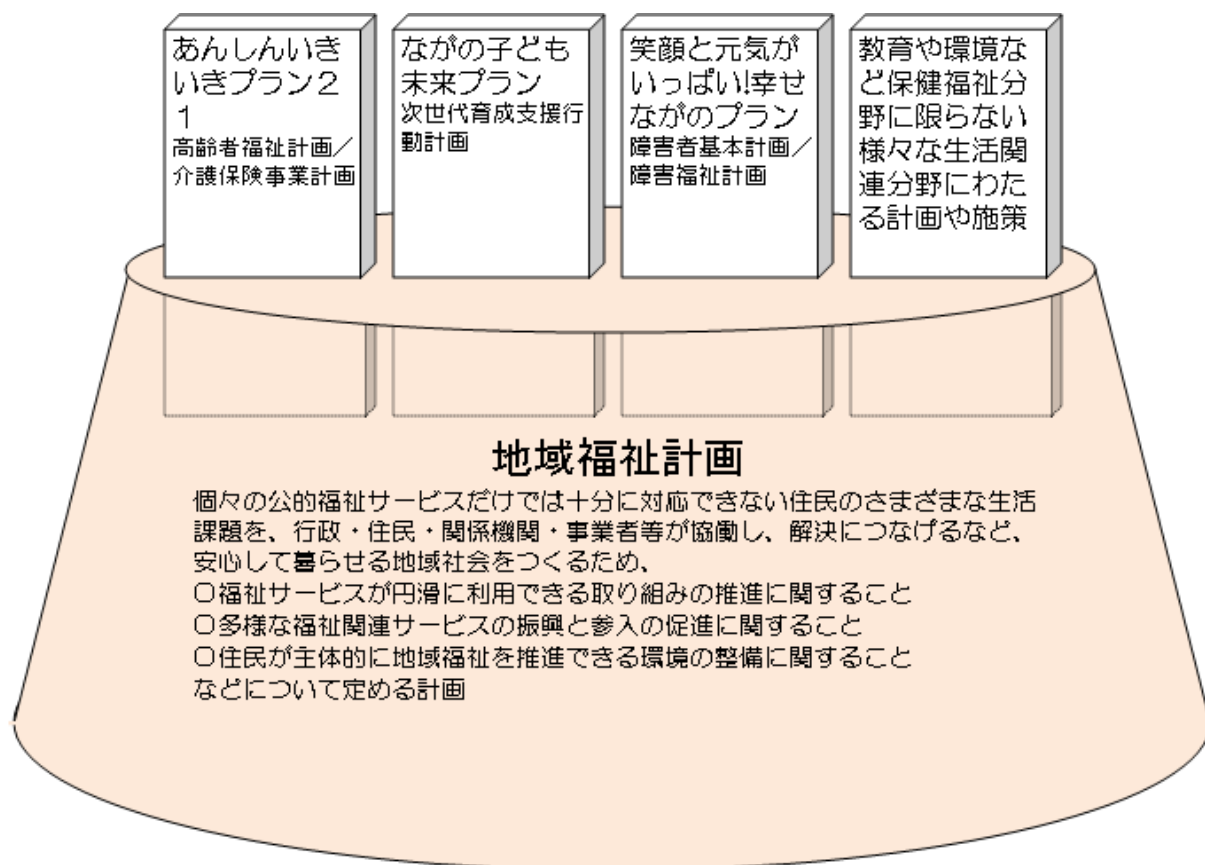 あんしんいき
いきプラン２
１
高齢者福祉計画／
介護保険事業計画
ながの子ども
未来プラン
次世代育成支援行
動計画
笑顔と元気が
いっぱい!幸せ
ながのプラン
障害者基本計画／
障害福祉計画
教育や環境な
ど保健福祉分
野に限らない
様々な生活関
連分野にわた
る計画や施策
地域福祉計画
個々の公的福祉サービスだけでは十分に対応できない住民のさまざまな生活
課題を、行政・住民・関係機関・事業者等が協働し、解決につなげるなど、
安心して暮らせる地域社会をつくるため、
○福祉サービスが円滑に利用できる取り組みの推進に関すること
○多様な福祉関連サービスの振興と参入の促進に関すること
○住民が主体的に地域福祉を推進できる環境の整備に関すること
などについて定める計画